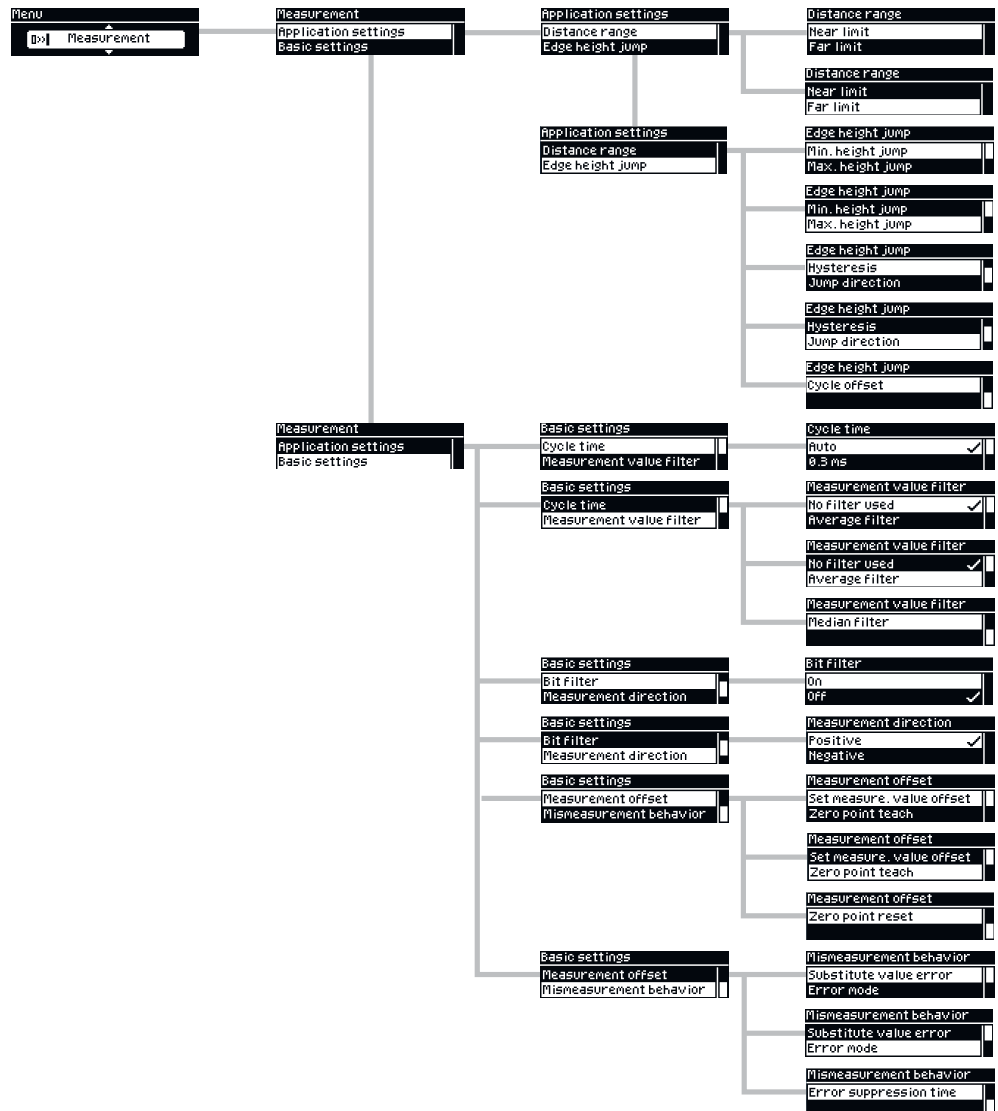 Menu
Measurement
Measurement
Application settings
Basic settings
Application settings
Distance range
Edge height jump
Distance range
Near limit
Far limit
Distance range
Near limit
Far limit
Application settings
Distance range
Edge height jump
Edge height jump
Min. height jump
Max. height jump
Edge height jump
Min. height jump
Max. height jump
Edge height jump
Hysteresis
Jump direction
Edge height jump
Hysteresis
Jump direction
Edge height jump
Cycle offset
Measurement
Application settings
Basic settings
Basic settings
Cycle time
Measurement value filter
Cycle time
Auto
0.3 ms
Basic settings
Cycle time
Measurement value filter
Measurement value filter
No filter used
Average filter
Measurement value filter
No filter used
Average filter
Measurement value filter
Median filter
Basic settings
Bit filter
Measurement direction
Bit filter
On
Off
Basic settings
Bit filter
Measurement direction
Measurement direction
Positive
Negative
Basic settings
Measurement offset
Mismeasurement behavior
Measurement offset
Set measure. value offset
Zero point teach
Measurement offset
Set measure. value offset
Zero point teach
Measurement offset
Zero point reset
Basic settings
Measurement offset
Mismeasurement behavior
Mismeasurement behavior
Substitute value error
Error mode
Mismeasurement behavior
Substitute value error
Error mode
Mismeasurement behavior
Error suppression time